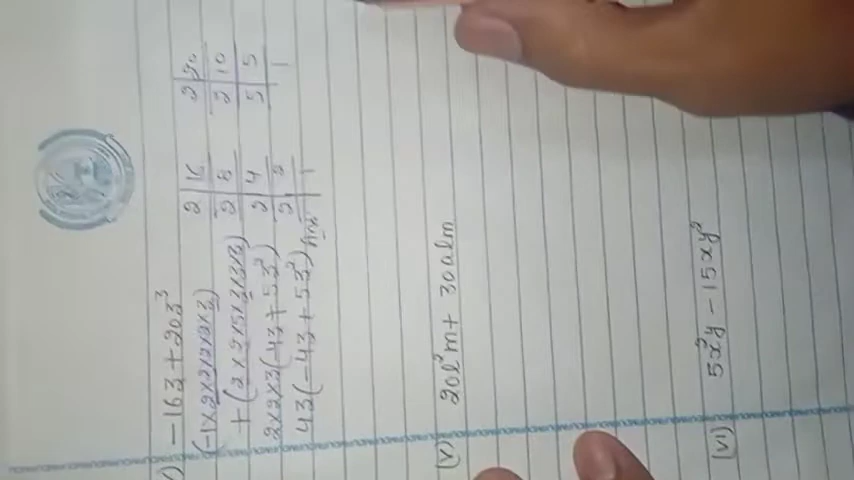 ) -16z + 20z³
(-1×2×2×2×2×z)
+ (2×2×5×z×z×z)
2×2×z(-4z+5z²)
4z(-4z+5z²) Ans
2 16
2 8
2 4
2 2
1
2 20
2 10
5 5
1
(v) 20l²m + 30alm
(vi) 5x²y - 15xy²